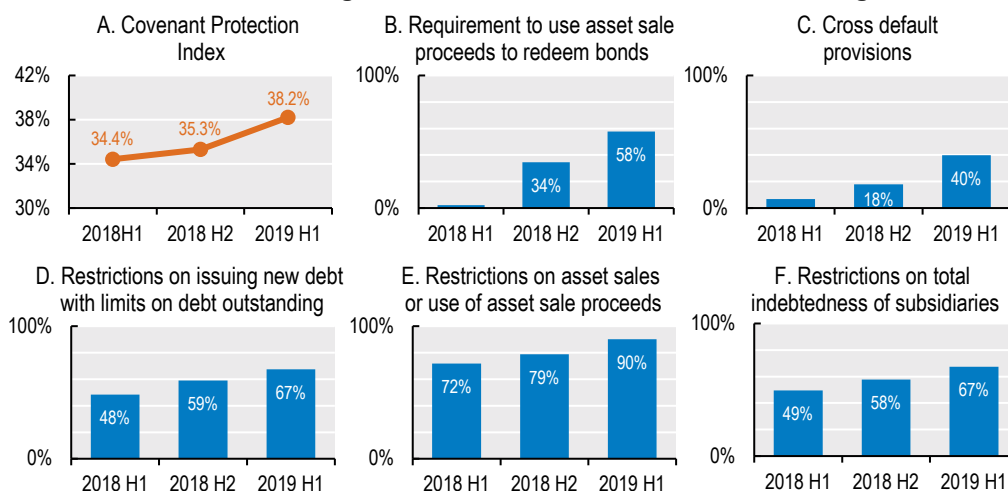 A. Covenant Protection
Index
42%
38%
34%
30%
34.4%
35.3%
38.2%
2018H1
2018 H2
2019 H1
B. Requirement to use asset sale
proceeds to redeem bonds
100%
0%
34%
58%
2018 H1
2018 H2
2019 H1
C. Cross default
provisions
100%
0%
18%
40%
2018 H1
2018 H2
2019 H1
D. Restrictions on issuing new debt
with limits on debt outstanding
100%
0%
48%
59%
67%
2018 H1
2018 H2
2019 H1
E. Restrictions on asset sales
or use of asset sale proceeds
100%
0%
72%
79%
90%
2018 H1
2018 H2
2019 H1
F. Restrictions on total
indebtedness of subsidiaries
100%
0%
49%
58%
67%
2018 H1
2018 H2
2019 H1